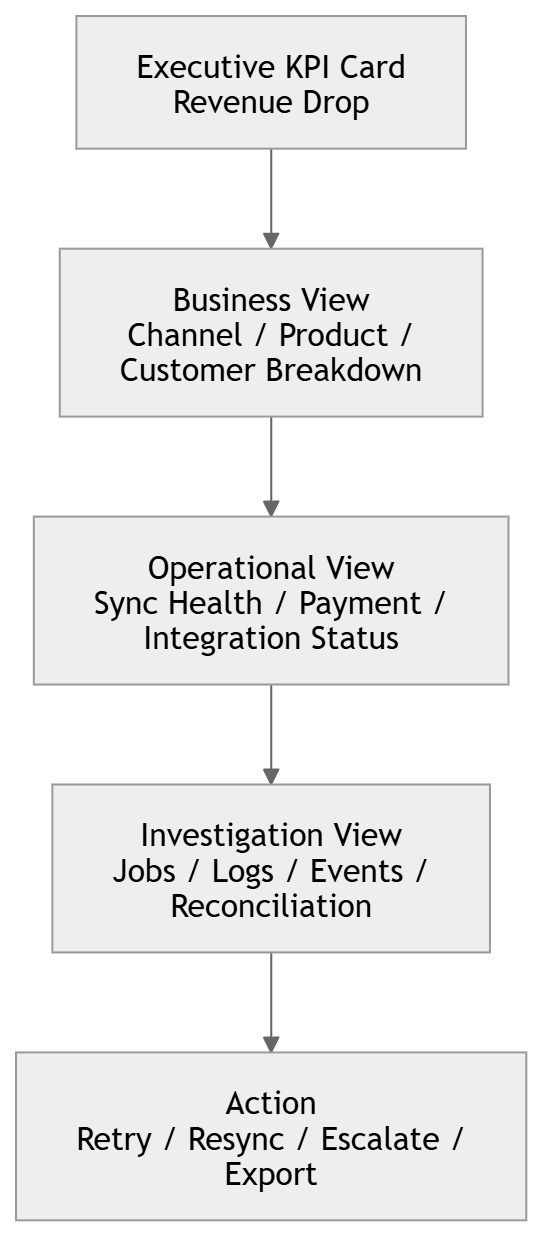 Executive KPI Card
Revenue Drop
Business View
Channel / Product /
Customer Breakdown
Operational View
Sync Health / Payment /
Integration Status
Investigation View
Jobs / Logs / Events /
Reconciliation
Action
Retry / Resync / Escalate /
Export